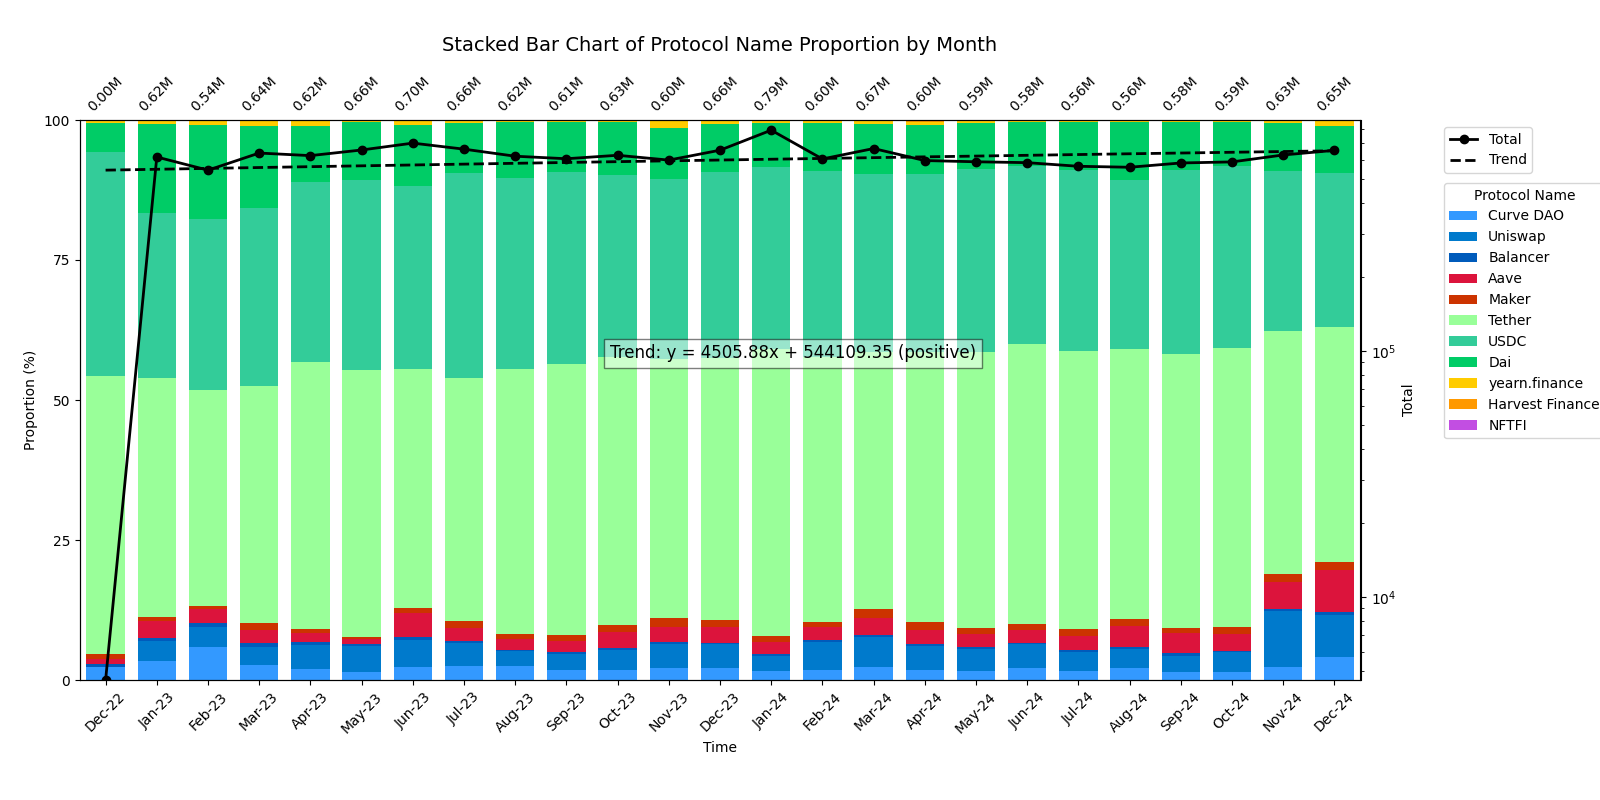 Stacked Bar Chart of Protocol Name Proportion by Month
0.00M 0.62M 0.54M 0.64M 0.62M 0.66M 0.70M 0.66M 0.62M 0.61M 0.63M 0.60M 0.66M 0.79M 0.60M 0.67M 0.60M 0.59M 0.58M 0.56M 0.56M 0.58M 0.59M 0.63M 0.65M
100
75
50
25
0
Proportion (%)
Trend: y = 4505.88x + 544109.35 (positive)
10^5
10^4
Total
Total
Trend
Protocol Name
Curve DAO
Uniswap
Balancer
Aave
Maker
Tether
USDC
Dai
yearn.finance
Harvest Finance
NFTFI
Dec-22 Jan-23 Feb-23 Mar-23 Apr-23 May-23 Jun-23 Jul-23 Aug-23 Sep-23 Oct-23 Nov-23 Dec-23 Jan-24 Feb-24 Mar-24 Apr-24 May-24 Jun-24 Jul-24 Aug-24 Sep-24 Oct-24 Nov-24 Dec-24
Time